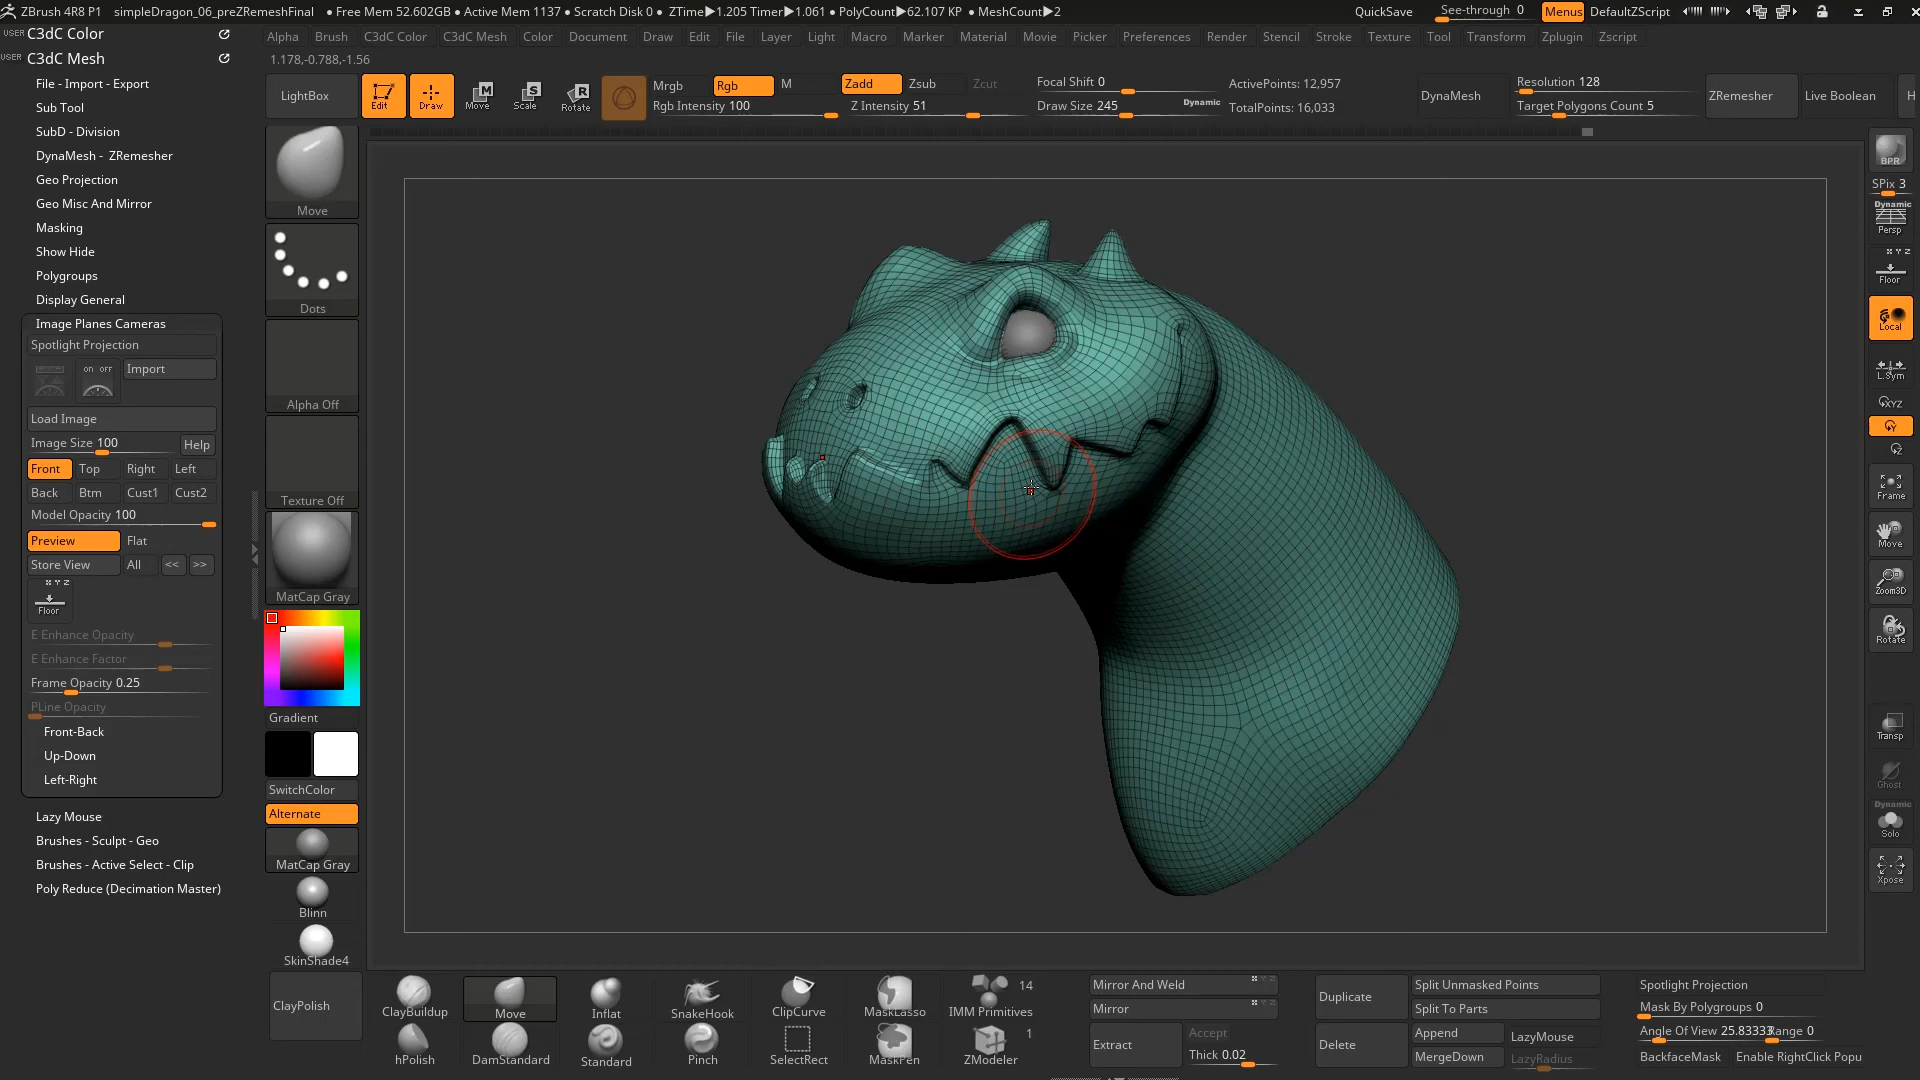 ZBrush 4R8 P1 simpleDragon_06_preZRemeshFinal • Free Mem 52.602GB • Active Mem 1137 • Scratch Disk 0 • ZTime▶1.205 Timer▶1.061 • PolyCount▶62.107 KP • MeshCount▶2 QuickSave See-through 0 Menus DefaultZScript
USER C3dC Color
USER C3dC Mesh
Alpha Brush C3dC Color C3dC Mesh Color Document Draw Edit File Layer Light Macro Marker Material Movie Picker Preferences Render Stencil Stroke Texture Tool Transform Zplugin Zscript
1.178,-0.788,-1.56
LightBox Edit Draw Move Scale Rotate
Mrgb Rgb M Zadd Zsub Zcut Focal Shift 0 ActivePoints: 12,957
Rgb Intensity 100 Z Intensity 51 Draw Size 245 Dynamic TotalPoints: 16,033
DynaMesh Resolution 128 ZRemesher Live Boolean H
Target Polygons Count 5
File - Import - Export
Sub Tool
SubD - Division
DynaMesh - ZRemesher
Geo Projection
Geo Misc And Mirror
Masking
Show Hide
Polygroups
Display General
Image Planes Cameras
Spotlight Projection
on off Import
Load Image
Image Size 100 Help
Front Top Right Left
Back Btm Cust1 Cust2
Model Opacity 100
Preview Flat
Store View All << >>
X Y Z
Floor
E Enhance Opacity
E Enhance Factor
Frame Opacity 0.25
PLine Opacity
Front-Back
Up-Down
Left-Right
Lazy Mouse
Brushes - Sculpt - Geo
Brushes - Active Select - Clip
Poly Reduce (Decimation Master)
Move
Dots
Alpha Off
Texture Off
MatCap Gray
Gradient
SwitchColor
Alternate
MatCap Gray
Blinn
SkinShade4
ClayPolish
BPR
SPix 3
Dynamic
Persp
X Y Z
Floor
Local
L.Sym
XYZ
Y
Z
Frame
Move
Zoom3D
Rotate
Transp
Ghost
Dynamic
Solo
Xpose
ClayBuildup Move Inflat SnakeHook ClipCurve MaskLasso IMM Primitives 14
hPolish DamStandard Standard Pinch SelectRect MaskPen ZModeler 1
Mirror And Weld
Mirror
Extract Accept
Thick 0.02
Duplicate
Delete
Split Unmasked Points
Split To Parts
Append LazyMouse
MergeDown LazyRadius
Spotlight Projection
Mask By Polygroups 0
Angle Of View 25.83333 Range 0
BackfaceMask Enable RightClick Popu